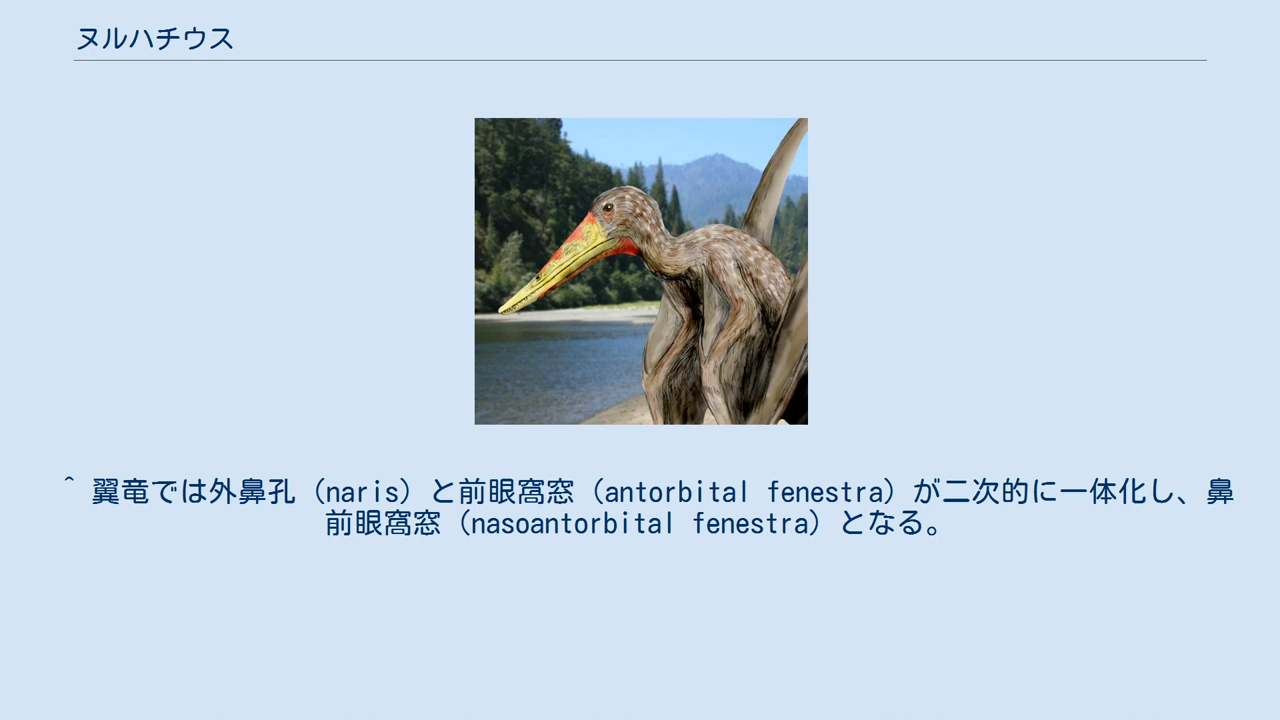 ヌルハチウス
^ 翼竜では外鼻孔（naris）と前眼窩窓（antorbital fenestra）が二次的に一体化し、鼻
前眼窩窓（nasoantorbital fenestra）となる。